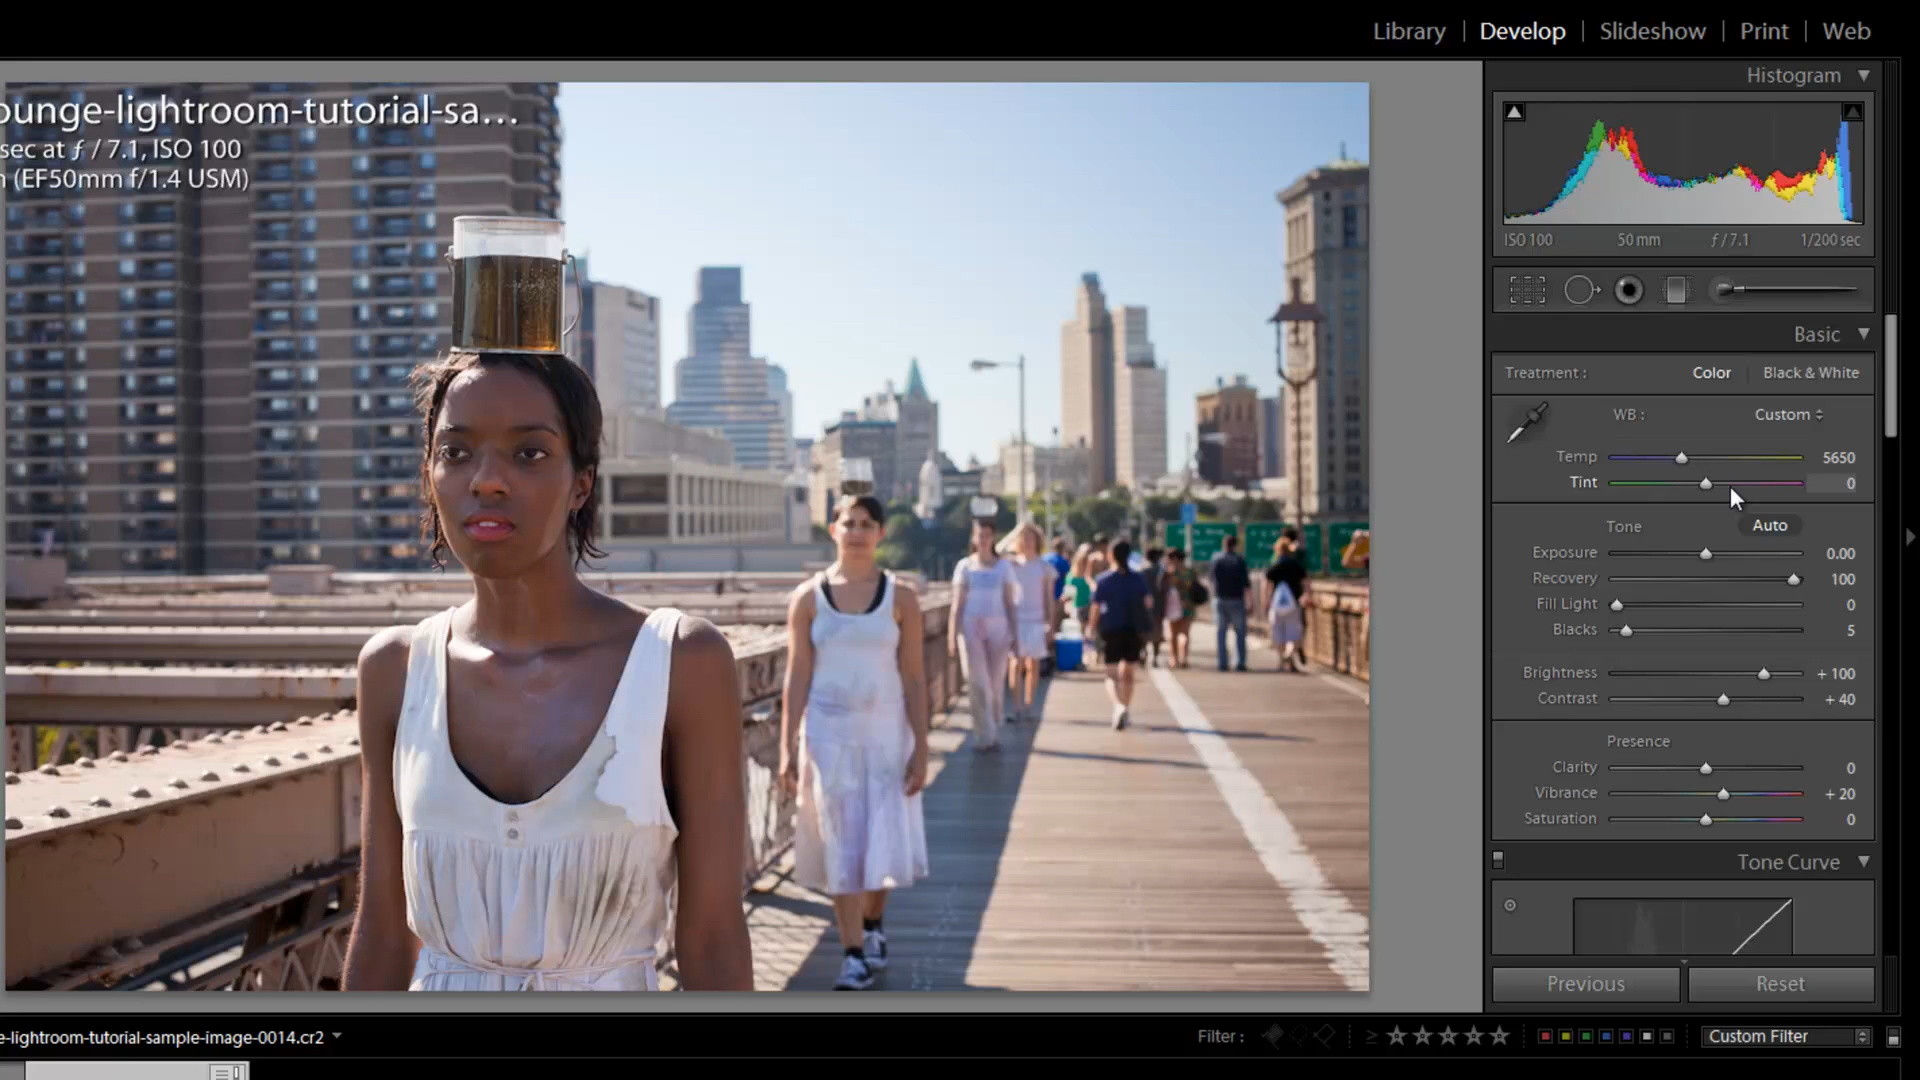 Library | Develop | Slideshow | Print | Web
Histogram
ounge-lightroom-tutorial-sa...
sec at ƒ / 7.1, ISO 100
(EF50mm f/1.4 USM)
ISO 100 50 mm ƒ / 7.1 1/200 sec
Basic
Treatment : Color Black & White
WB : Custom
Temp 5650
Tint 0
Tone Auto
Exposure 0.00
Recovery 100
Fill Light 0
Blacks 5
Brightness + 100
Contrast + 40
Presence
Clarity 0
Vibrance + 20
Saturation 0
Tone Curve
Previous Reset
e-lightroom-tutorial-sample-image-0014.cr2
Filter : Custom Filter